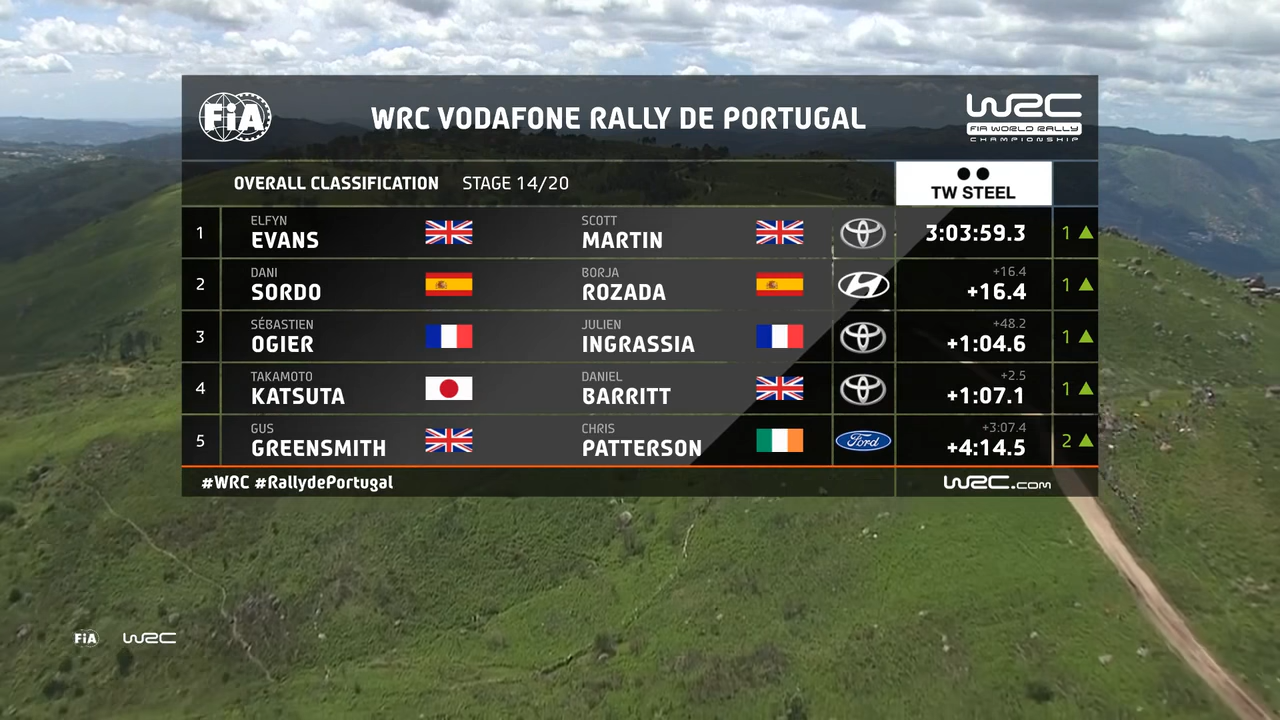 FiA
WRC VODAFONE RALLY DE PORTUGAL
WRC
FIA WORLD RALLY
CHAMPIONSHIP
OVERALL CLASSIFICATION STAGE 14/20
TW STEEL
1 ELFYN EVANS SCOTT MARTIN 3:03:59.3 1 ▲
2 DANI SORDO BORJA ROZADA +16.4 +16.4 1 ▲
3 SÉBASTIEN OGIER JULIEN INGRASSIA +48.2 +1:04.6 1 ▲
4 TAKAMOTO KATSUTA DANIEL BARRITT +2.5 +1:07.1 1 ▲
5 GUS GREENSMITH CHRIS PATTERSON Ford +3:07.4 +4:14.5 2 ▲
#WRC #RallydePortugal WRC.COM
FiA WRC